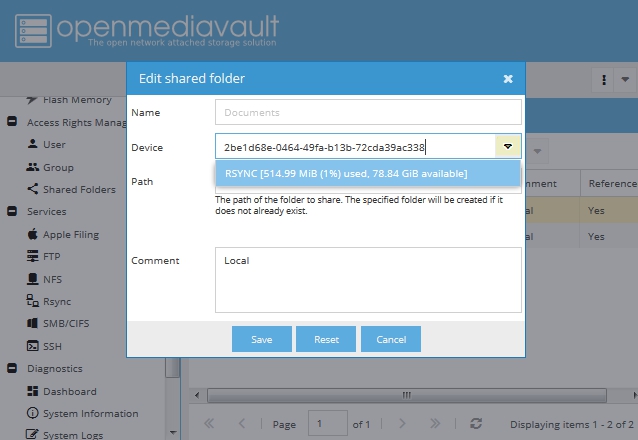 openmediavault
The open network attached storage solution
Edit shared folder
Name
Documents
Device
2be1d68e-0464-49fa-b13b-72cda39ac338
RSYNC [514.99 MiB (1%) used, 78.84 GiB available]
Path
The path of the folder to share. The specified folder will be created if it
does not already exist.
Comment
Local
Save
Reset
Cancel
Flash Memory
Access Rights Manag
User
Group
Shared Folders
Services
Apple Filing
FTP
NFS
Rsync
SMB/CIFS
SSH
Diagnostics
Dashboard
System Information
System Logs
nment
Reference
al
Yes
al
Yes
Page
1
of 1
Displaying items 1 - 2 of 2